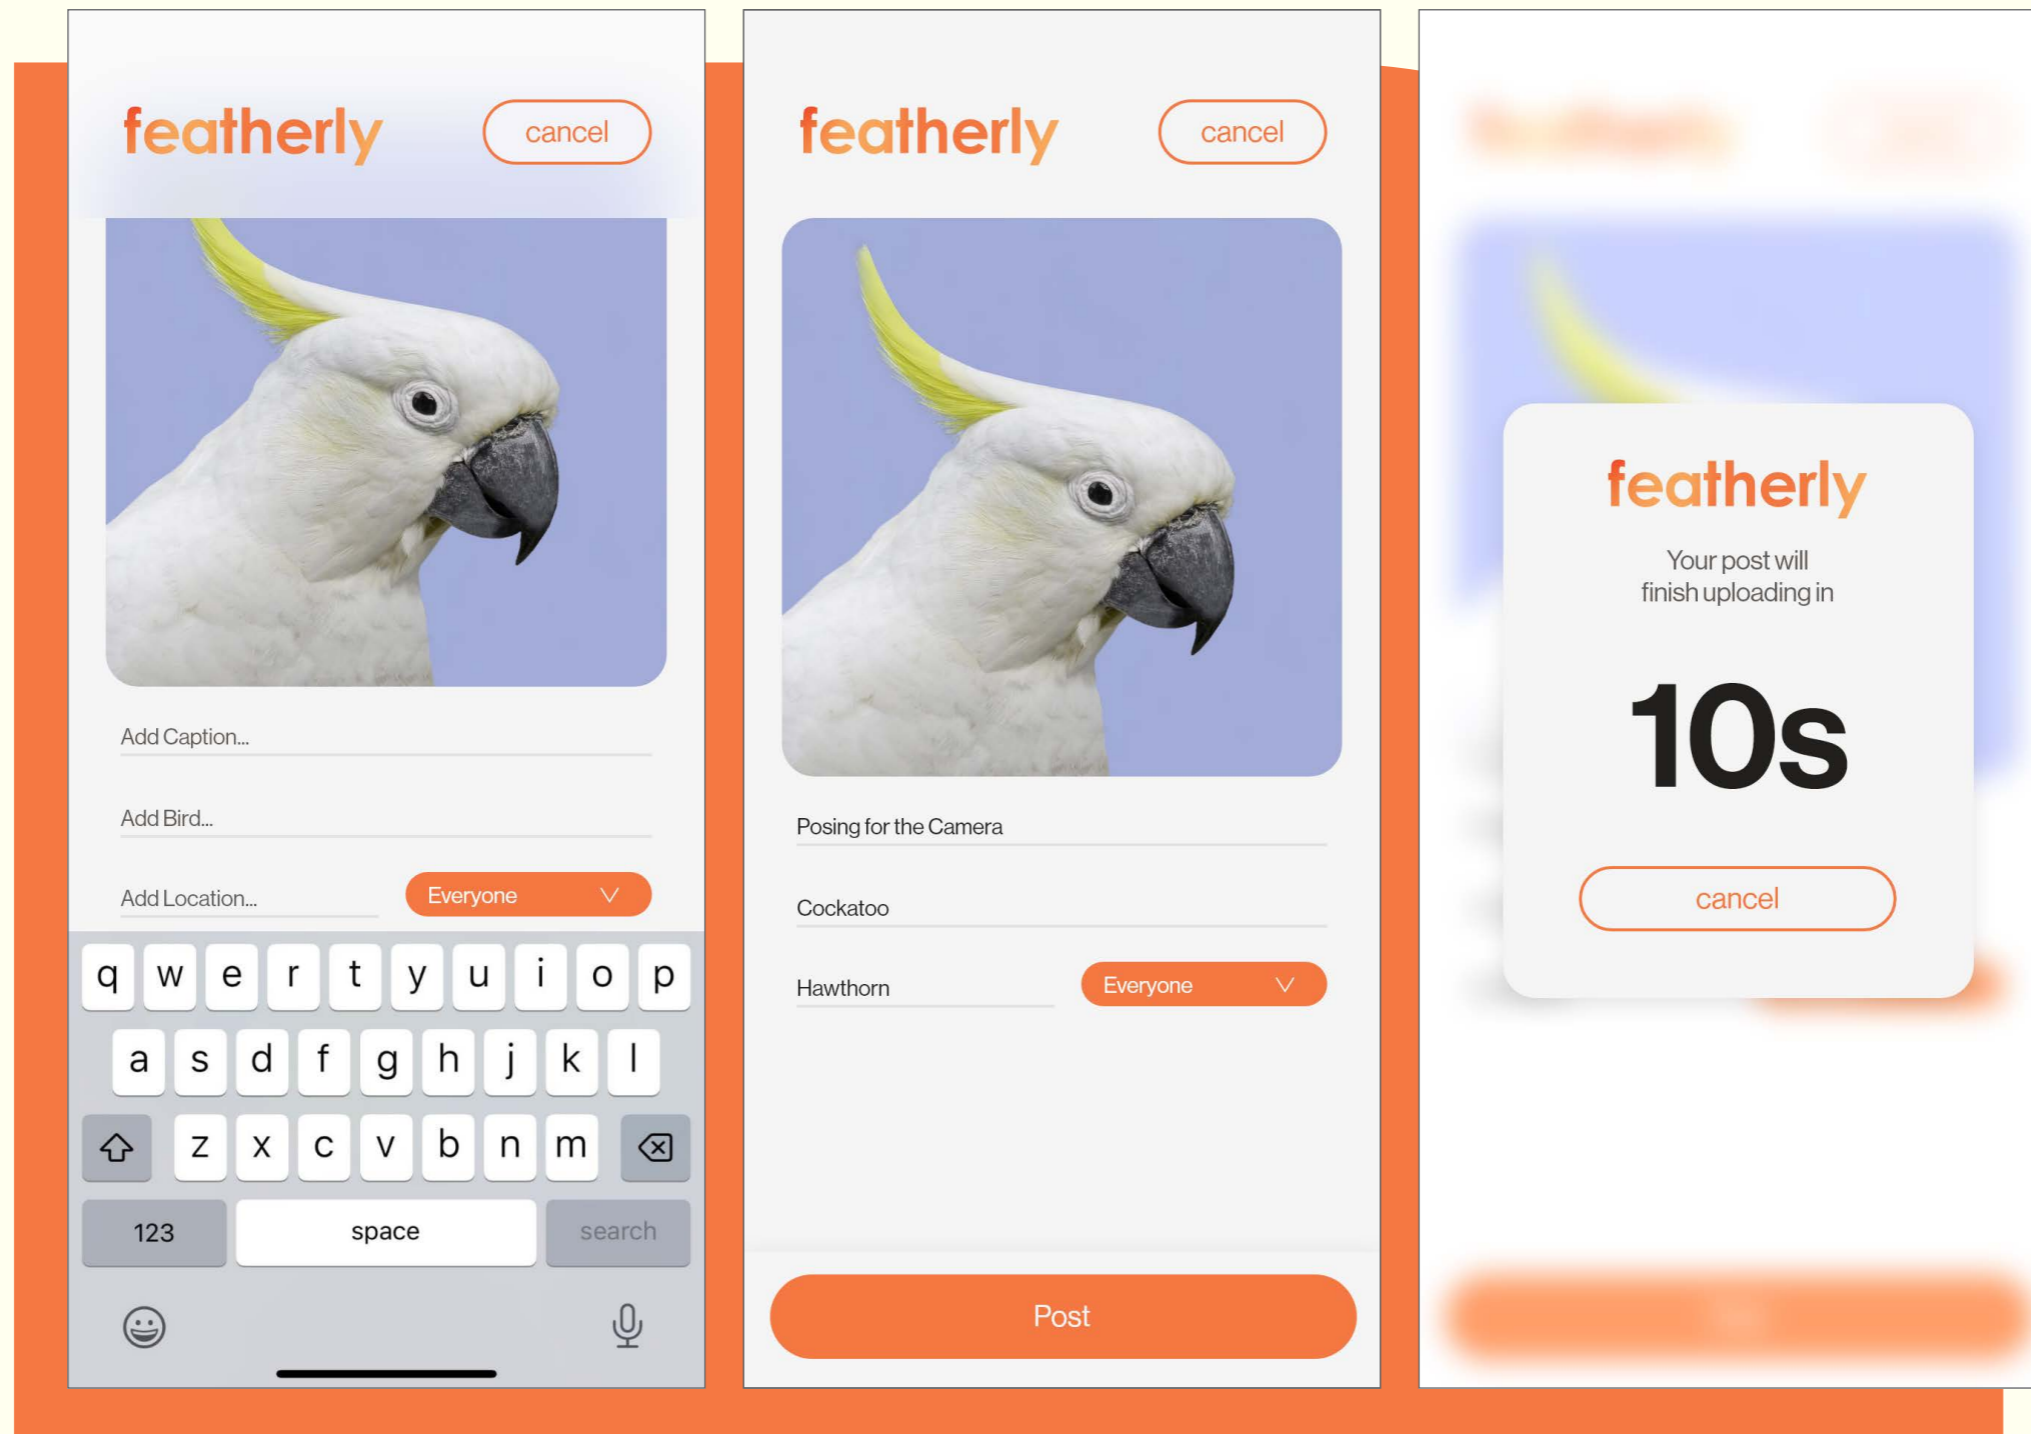 featherly
cancel
Add Caption...
Add Bird...
Add Location...
Everyone
q w e r t y u i o p
a s d f g h j k l
z x c v b n m
123
space
search
featherly
cancel
Posing for the Camera
Cockatoo
Hawthorn
Everyone
Post
featherly
Your post will
finish uploading in
10s
cancel